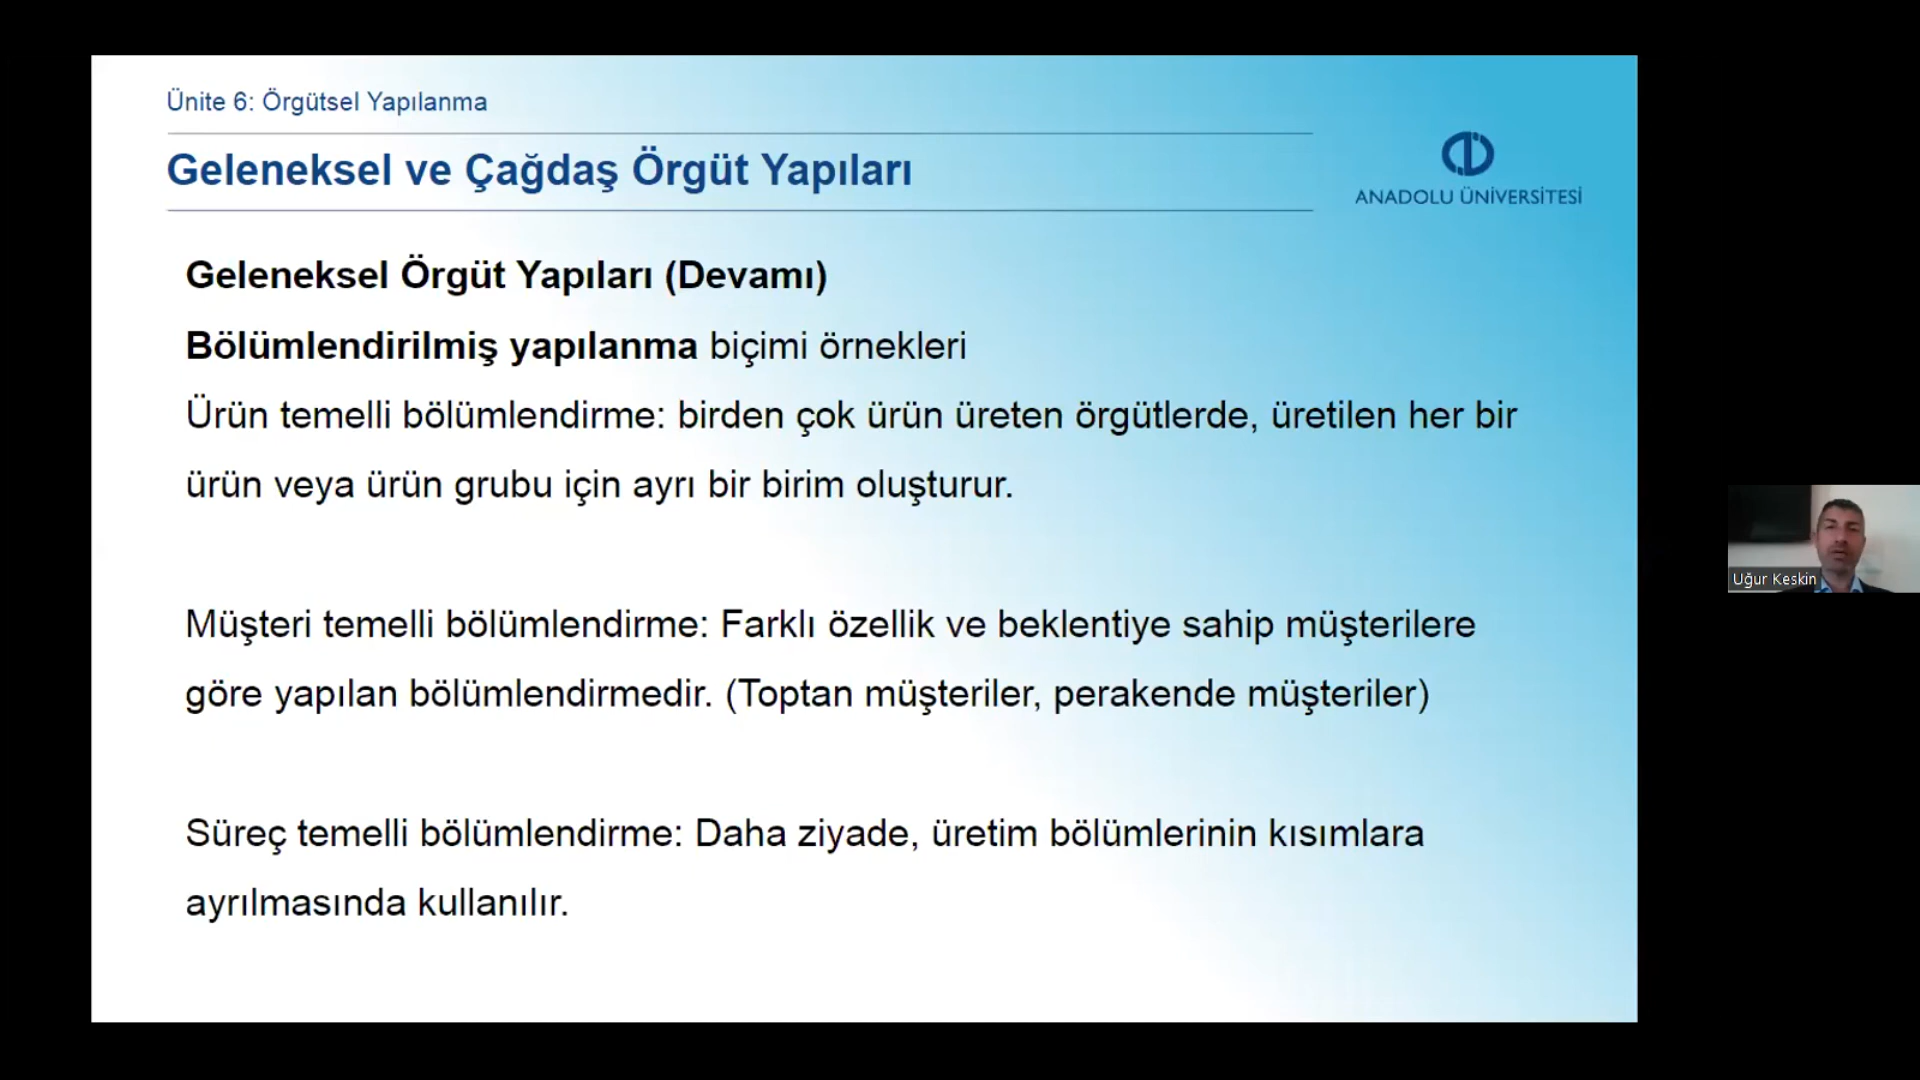 Ünite 6: Örgütsel Yapılanma
Geleneksel ve Çağdaş Örgüt Yapıları
ANADOLU ÜNİVERSİTESİ
Geleneksel Örgüt Yapıları (Devamı)
Bölümlendirilmiş yapılanma biçimi örnekleri
Ürün temelli bölümlendirme: birden çok ürün üreten örgütlerde, üretilen her bir
ürün veya ürün grubu için ayrı bir birim oluşturur.
Müşteri temelli bölümlendirme: Farklı özellik ve beklentiye sahip müşterilere
göre yapılan bölümlendirmedir. (Toptan müşteriler, perakende müşteriler)
Süreç temelli bölümlendirme: Daha ziyade, üretim bölümlerinin kısımlara
ayrılmasında kullanılır.
Uğur Keskin